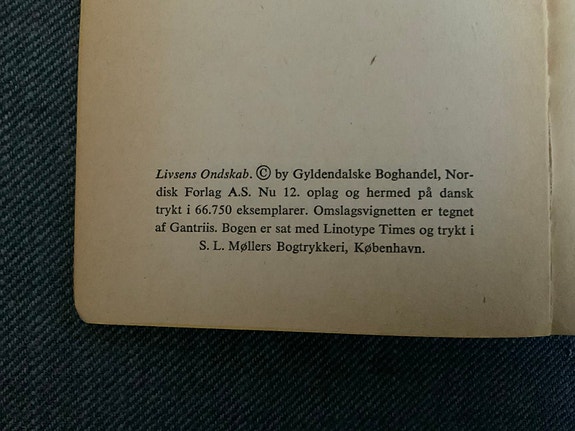 Livsens Ondskab. © by Gyldendalske Boghandel, Nor-
disk Forlag A.S. Nu 12. oplag og hermed på dansk
trykt i 66.750 eksemplarer. Omslagsvignetten er tegnet
af Gantriis. Bogen er sat med Linotype Times og trykt i
S. L. Møllers Bogtrykkeri, København.